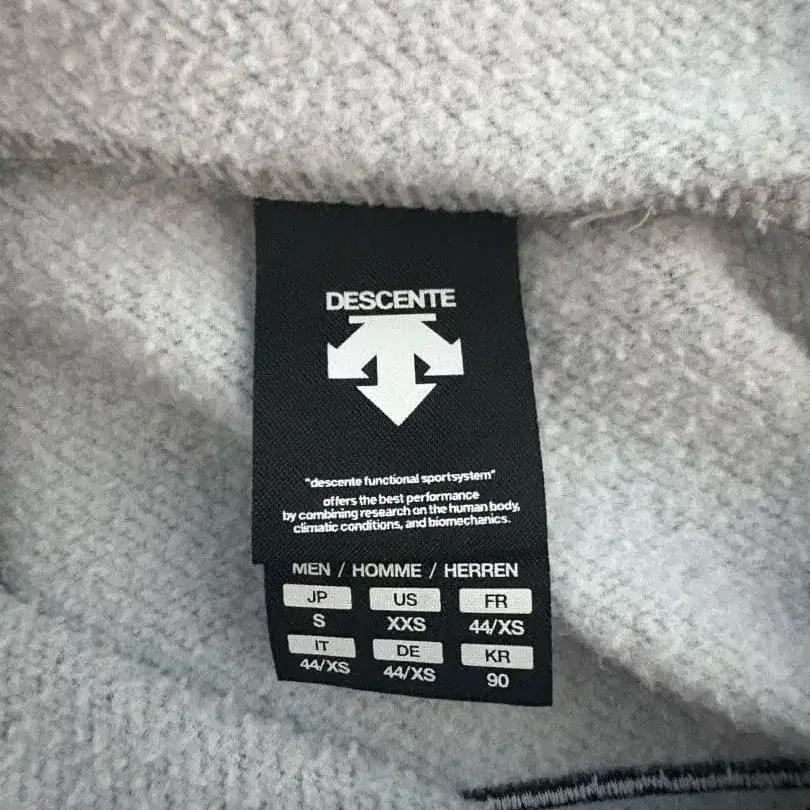 DESCENTE
"descente functional sportsystem"
offers the best performance
by combining research on the human body,
climatic conditions, and biomechanics.
MEN / HOMME / HERREN
JP US FR
S XXS 44/XS
IT DE KR
44/XS 44/XS 90